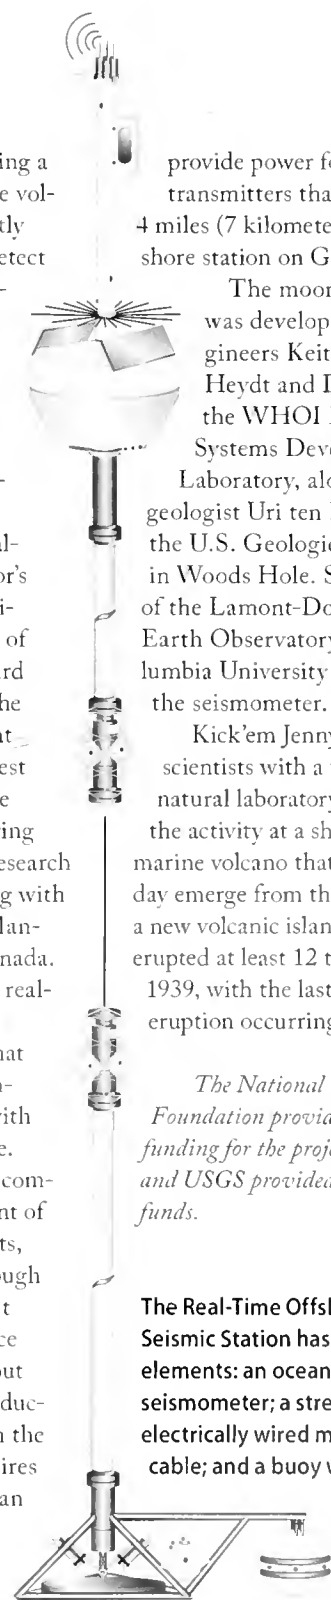 ing a
e vol-
tly
etect
-
-
al-
or's
i-
of
rd
he
at
est
e
ring
esearch
g with
lan-
nada.
real-
hat
n-
with
e.
com-
nt of
ts,
ough
t
ce
out
duc-
n the
ires
an
provide power fo
transmitters tha
4 miles (7 kilomete
shore station on G
The moor
was develop
gineers Keit
Heydt and D
the WHOI
Systems Deve
Laboratory, alo
geologist Uri ten
the U.S. Geologic
in Woods Hole. S
of the Lamont-Do
Earth Observatory
lumbia University
the seismometer.
Kick'em Jenny
scientists with a
natural laboratory
the activity at a sh
marine volcano that
day emerge from th
a new volcanic islan
erupted at least 12 t
1939, with the last
eruption occurring
The National
Foundation provid
funding for the proj
and USGS provided
funds.
The Real-Time Offsh
Seismic Station has
elements: an ocean
seismometer; a stre
electrically wired m
cable; and a buoy w